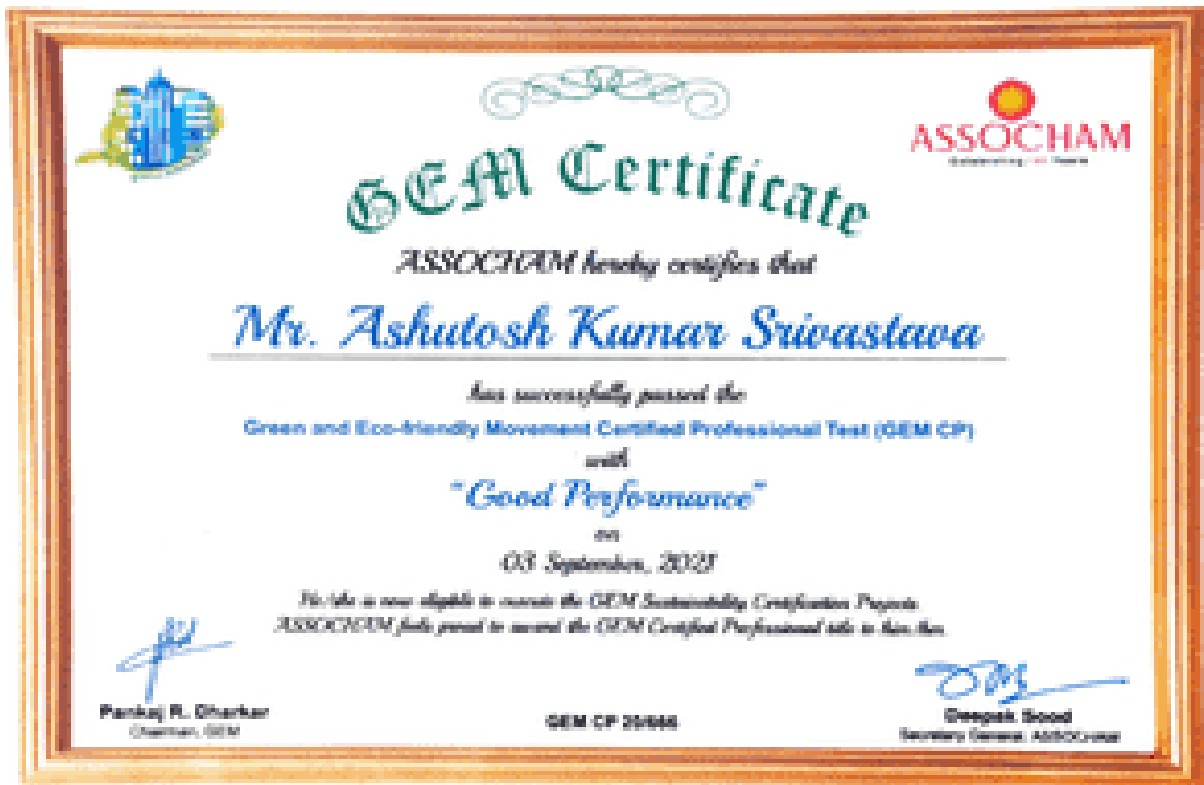 ASSOCHAM
GEM Certificate
ASSOCHAM hereby certifies that
Mr. Ashutosh Kumar Srivastava
has successfully passed the
Green and Eco-friendly Movement Certified Professional Test (GEM CP)
with
"Good Performance"
on
03 September, 2021
He/she is now eligible to execute the GEM Sustainability Certification Projects.
ASSOCHAM feels proud to award the GEM Certified Professional title to him/her.
Pankaj R. Dharkar
Chairman, GEM
GEM CP
Deepak Sood
Secretary General, ASSOCHAM